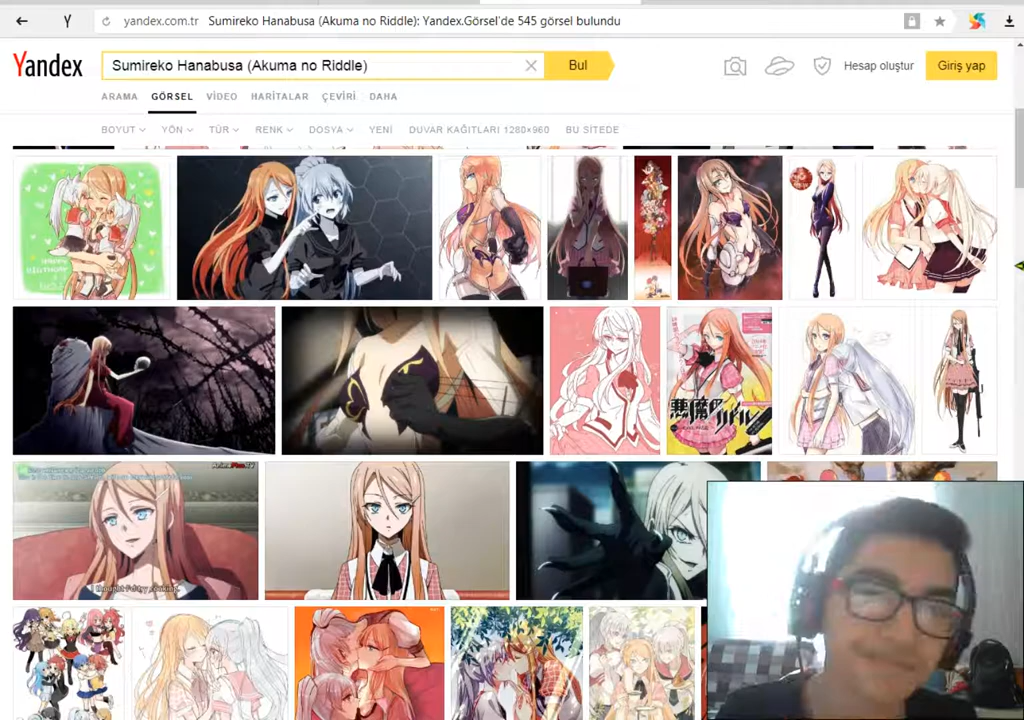 Y yandex.com.tr Sumireko Hanabusa (Akuma no Riddle): Yandex.Görsel'de 545 görsel bulundu
Yandex Sumireko Hanabusa (Akuma no Riddle) Bul Hesap oluştur Giriş yap
ARAMA GÖRSEL VİDEO HARİTALAR ÇEVİRİ DAHA
BOYUT YÖN TÜR RENK DOSYA YENİ DUVAR KAĞITLARI 1280×960 BU SİTEDE
悪魔のリドル